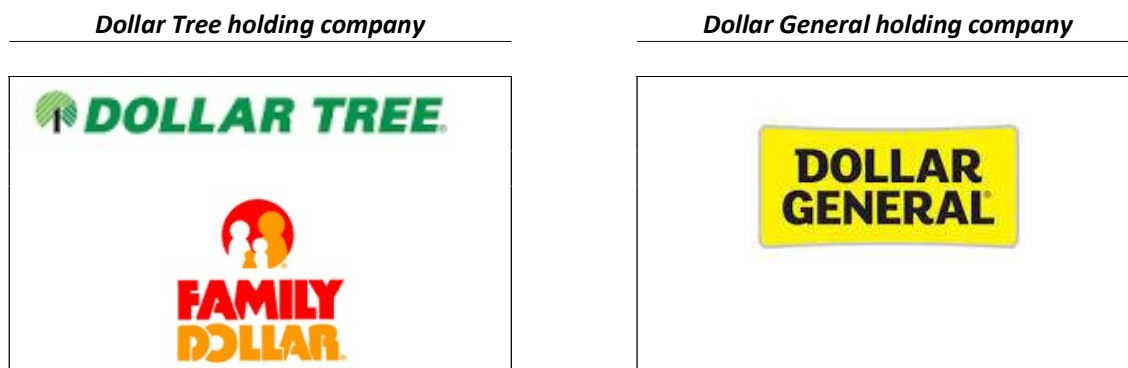 Dollar Tree holding company
DOLLAR TREE
FAMILY
DOLLAR
Dollar General holding company
DOLLAR
GENERAL